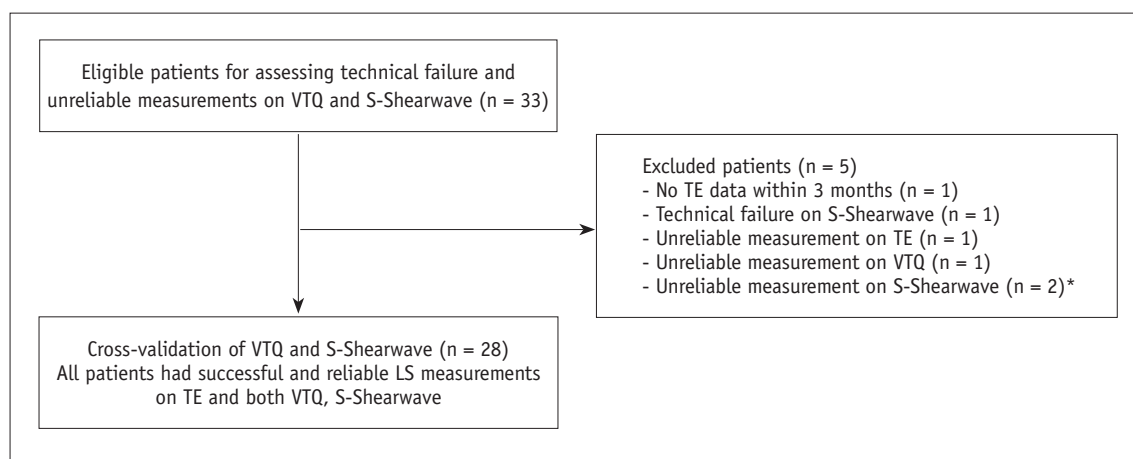 Eligible patients for assessing technical failure and
unreliable measurements on VTQ and S-Shearwave (n = 33)
Excluded patients (n = 5)
- No TE data within 3 months (n = 1)
- Technical failure on S-Shearwave (n = 1)
- Unreliable measurement on TE (n = 1)
- Unreliable measurement on VTQ (n = 1)
- Unreliable measurement on S-Shearwave (n = 2)*
Cross-validation of VTQ and S-Shearwave (n = 28)
All patients had successful and reliable LS measurements
on TE and both VTQ, S-Shearwave